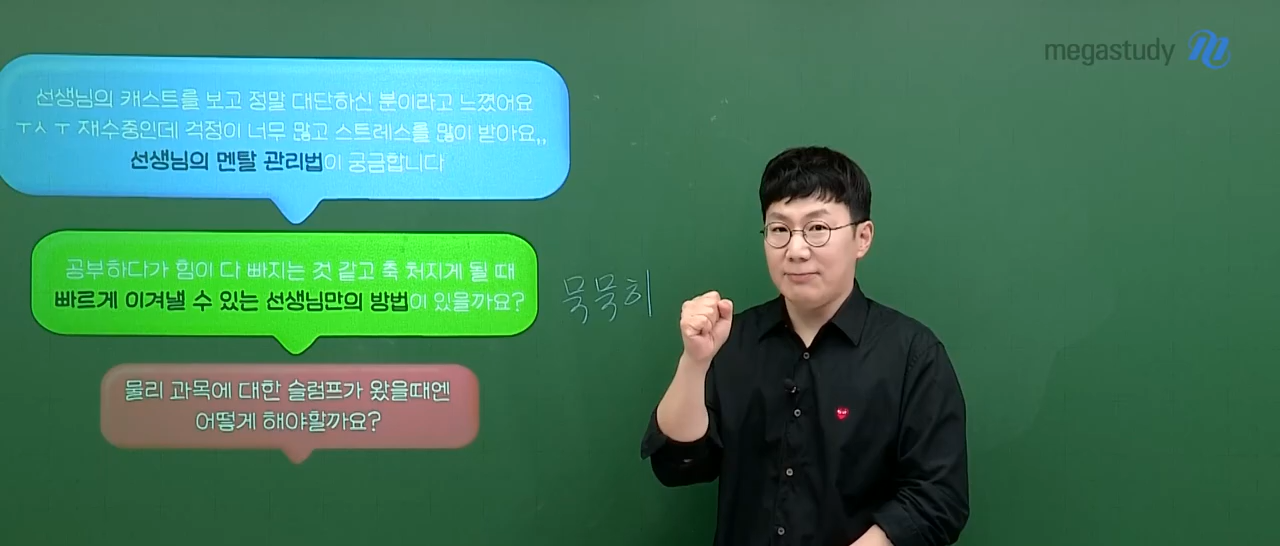 megastudy
선생님의 캐스트를 보고 정말 대단하신 분이라고 느꼈어요
ㅜㅅㅜ 재수중인데 걱정이 너무 많고 스트레스를 많이 받아요,,
선생님의 멘탈 관리법이 궁금합니다
공부하다가 힘이 다 빠지는 것 같고 축 처지게 될 때
빠르게 이겨낼 수 있는 선생님만의 방법이 있을까요?
묵묵히
물리 과목에 대한 슬럼프가 왔을때엔
어떻게 해야할까요?